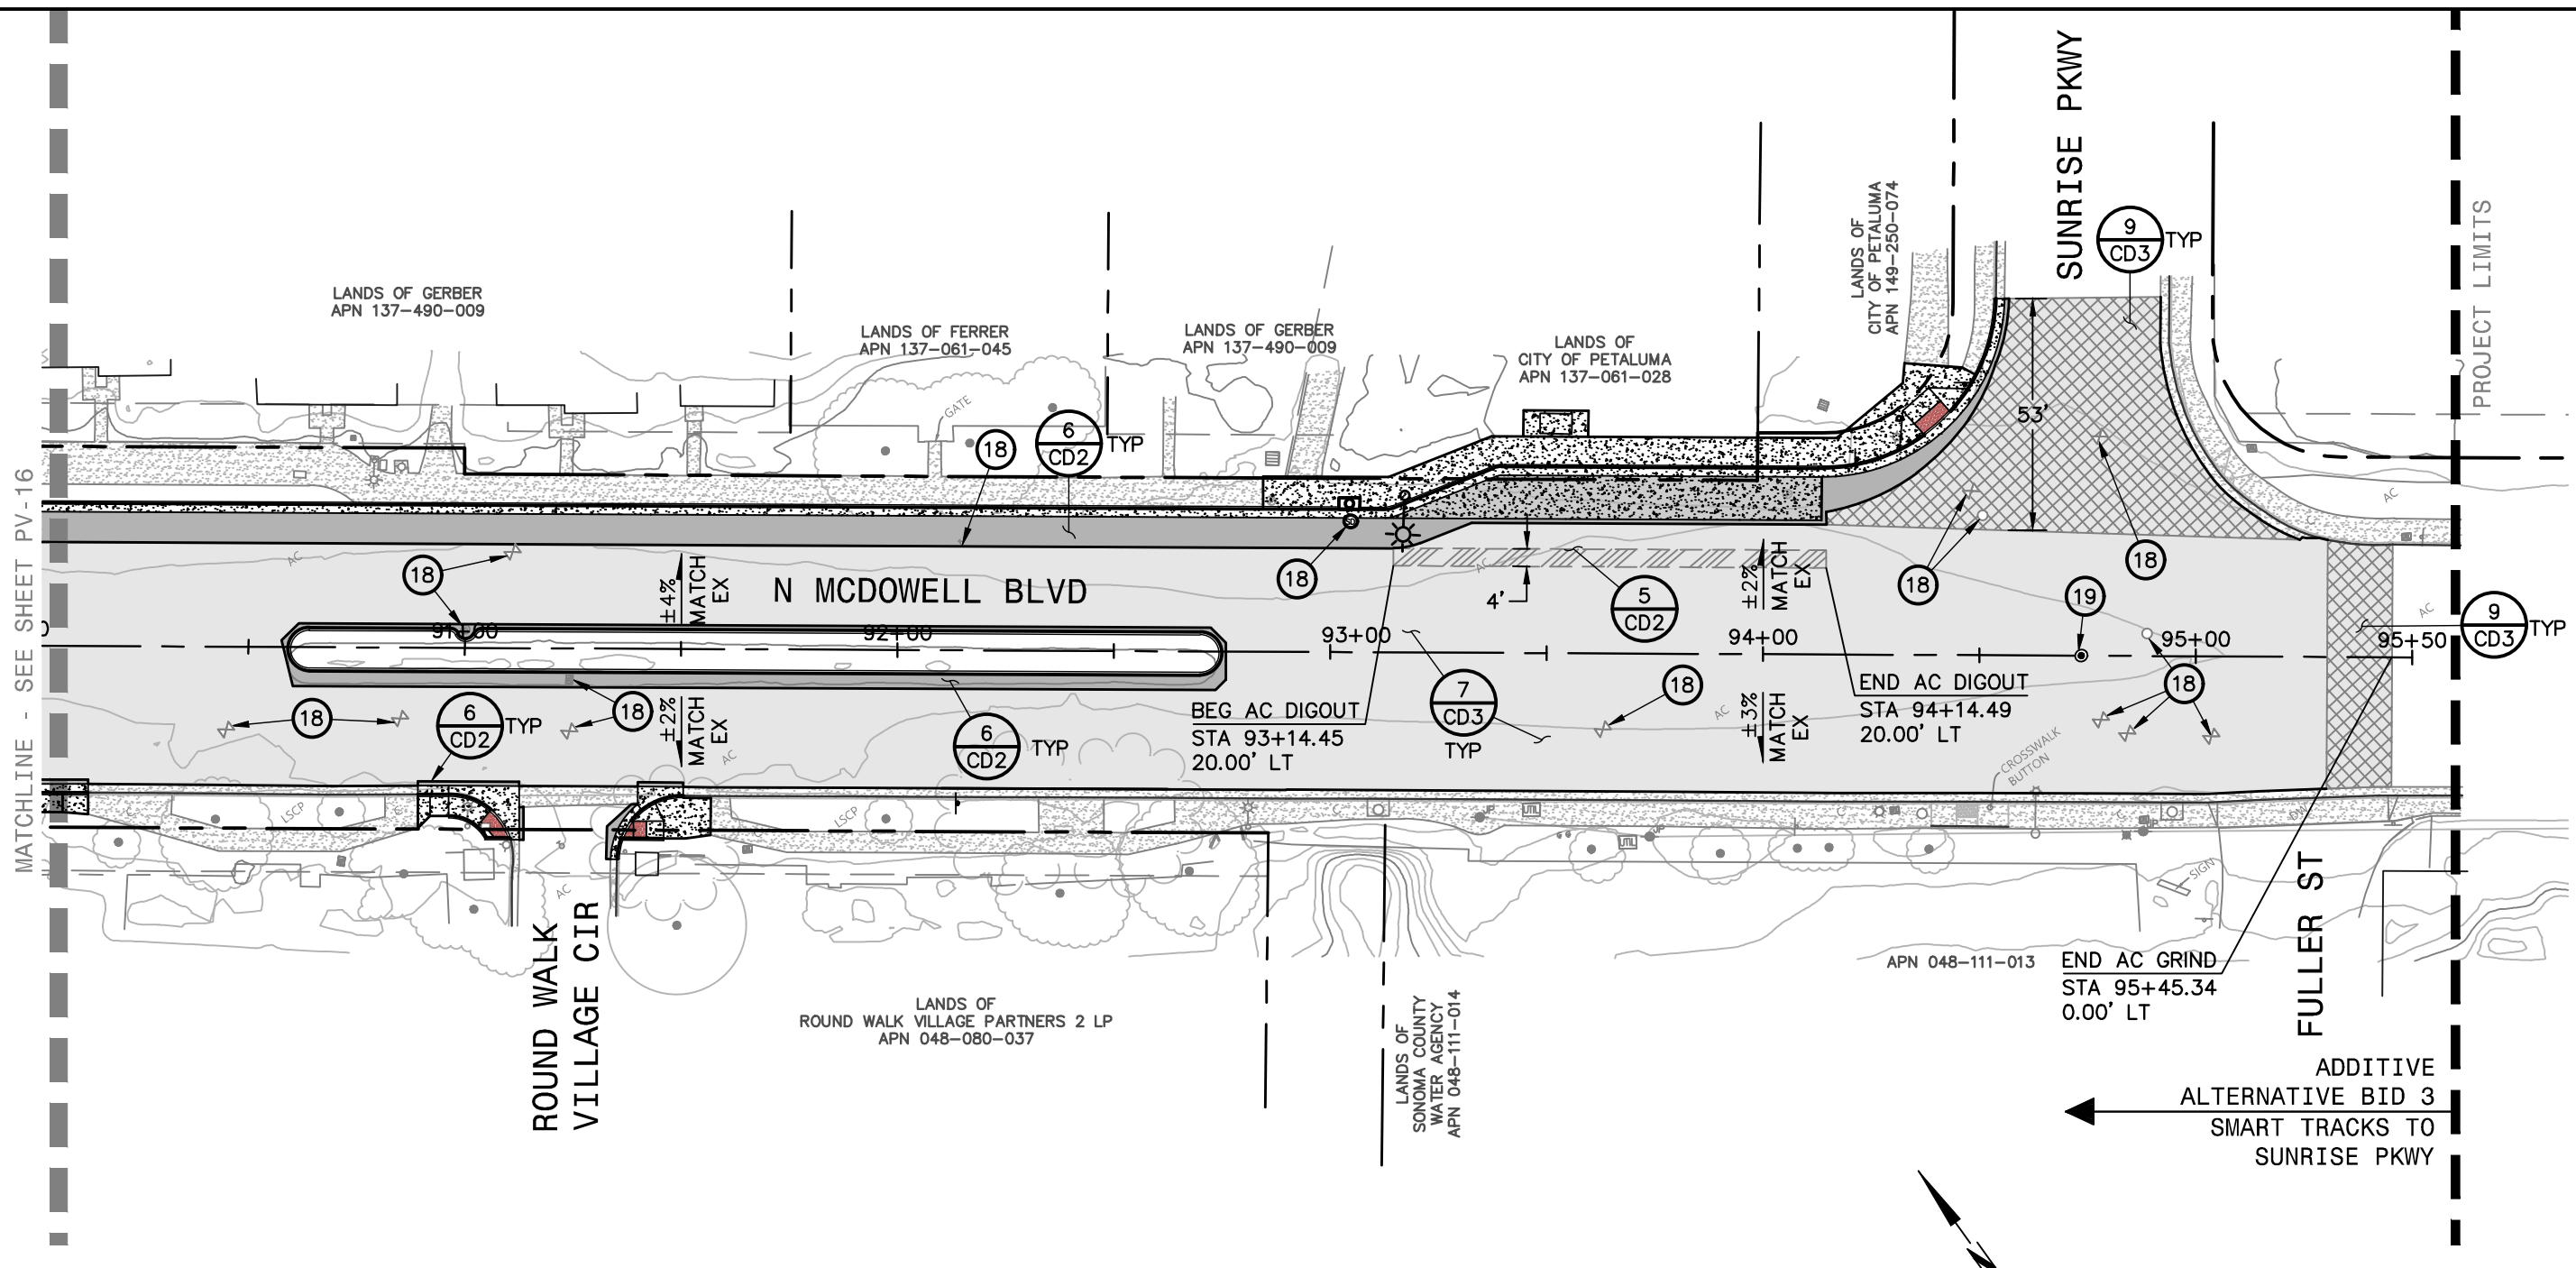 SUNRISE PKWY
9
CD3
TYP
PROJECT LIMITS
LANDS OF
CITY OF PETALUMA
APN 149-250-074
LANDS OF GERBER
APN 137-490-009
LANDS OF FERRER
APN 137-061-045
LANDS OF GERBER
APN 137-490-009
LANDS OF
CITY OF PETALUMA
APN 137-061-028
GATE
18
6
CD2
TYP
53'
AC
MATCHLINE - SEE SHEET PV-16
AC
18
±4%
MATCH
EX
N MCDOWELL BLVD
18
AC
4'
5
CD2
±2%
MATCH
EX
18
18
19
AC
9
CD3
TYP
91+00
92+00
93+00
94+00
95+00
95+50
18
6
CD2
TYP
18
±2%
MATCH
EX
AC
6
CD2
TYP
BEG AC DIGOUT
STA 93+14.45
20.00' LT
7
CD3
TYP
18
AC
±3%
MATCH
EX
END AC DIGOUT
STA 94+14.49
20.00' LT
18
CROSSWALK
BUTTON
LSCP
LSCP
UTIL
UTIL
C
C
DW
SIGN
AC
ROUND WALK
VILLAGE CIR
LANDS OF
ROUND WALK VILLAGE PARTNERS 2 LP
APN 048-080-037
LANDS OF
SONOMA COUNTY
WATER AGENCY
APN 048-111-014
APN 048-111-013
END AC GRIND
STA 95+45.34
0.00' LT
FULLER ST
ADDITIVE
ALTERNATIVE BID 3
SMART TRACKS TO
SUNRISE PKWY